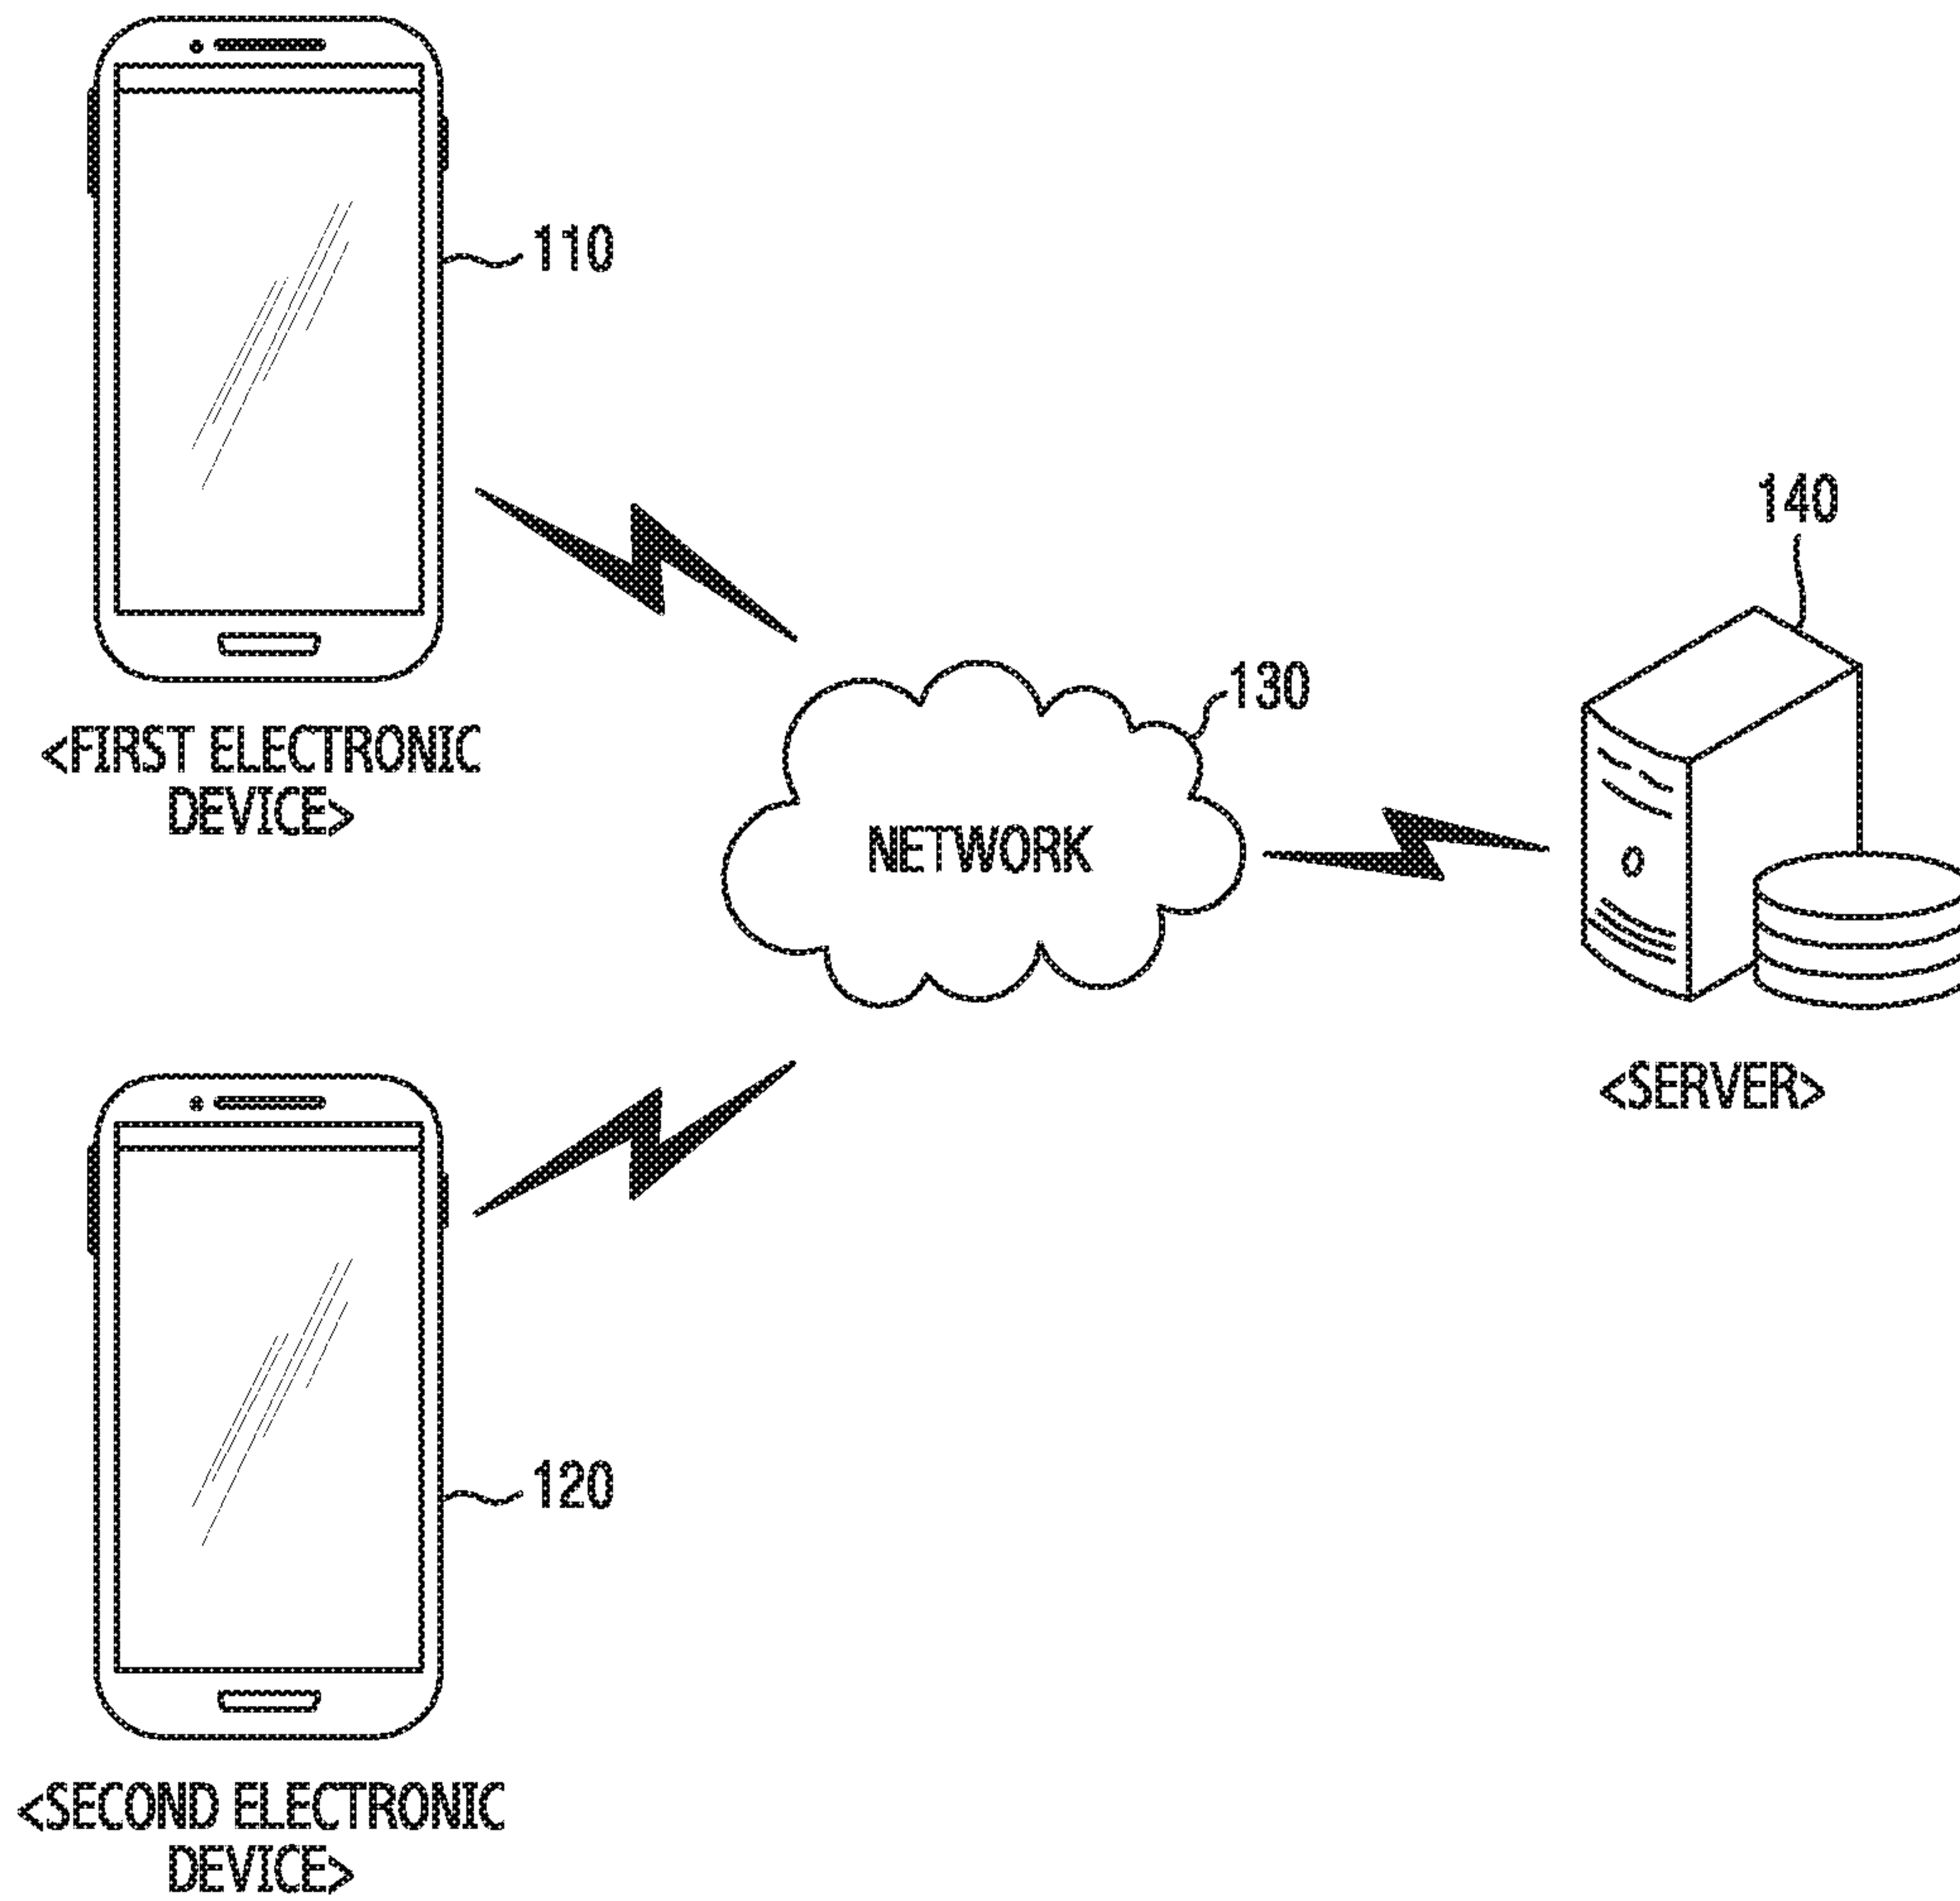 110
<FIRST ELECTRONIC
DEVICE>
140
130
NETWORK
<SERVER>
120
<SECOND ELECTRONIC
DEVICE>